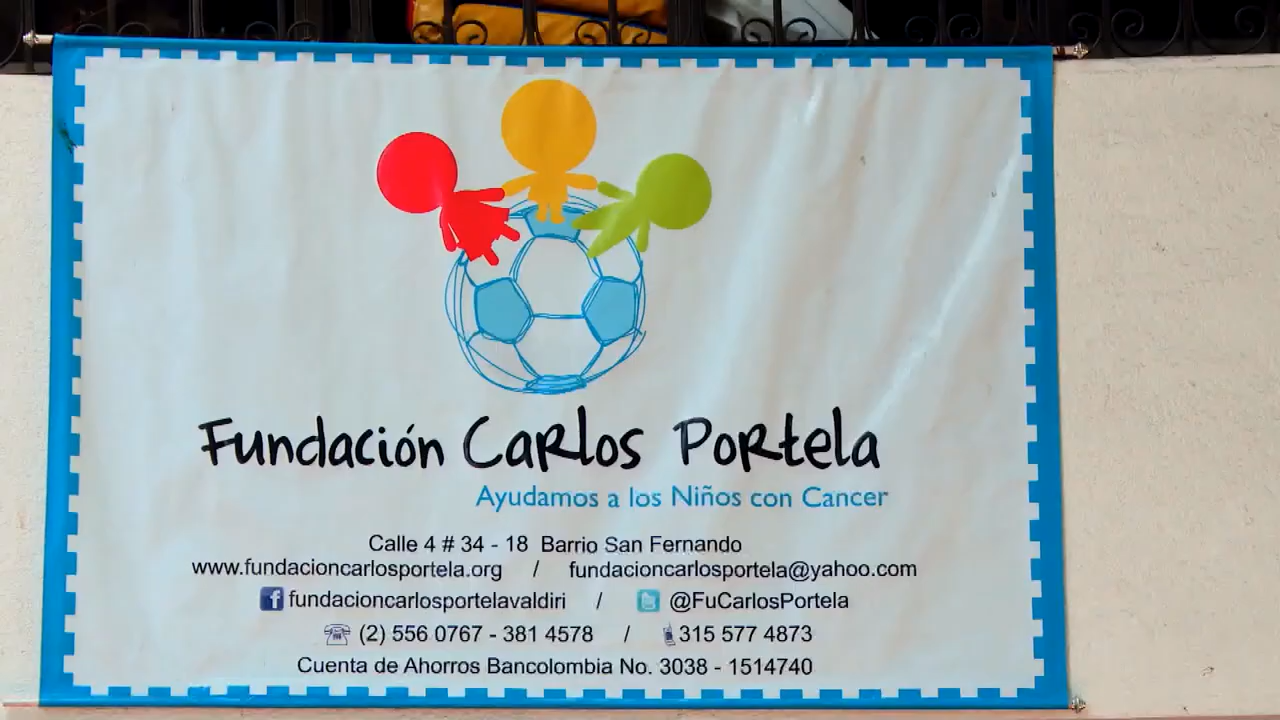 Fundación Carlos Portela
Ayudamos a los Niños con Cancer
Calle 4 # 34 - 18 Barrio San Fernando
www.fundacioncarlosportela.org / fundacioncarlosportela@yahoo.com
f fundacioncarlosportelavaldiri / @FuCarlosPortela
(2) 556 0767 - 381 4578 / 315 577 4873
Cuenta de Ahorros Bancolombia No. 3038 - 1514740